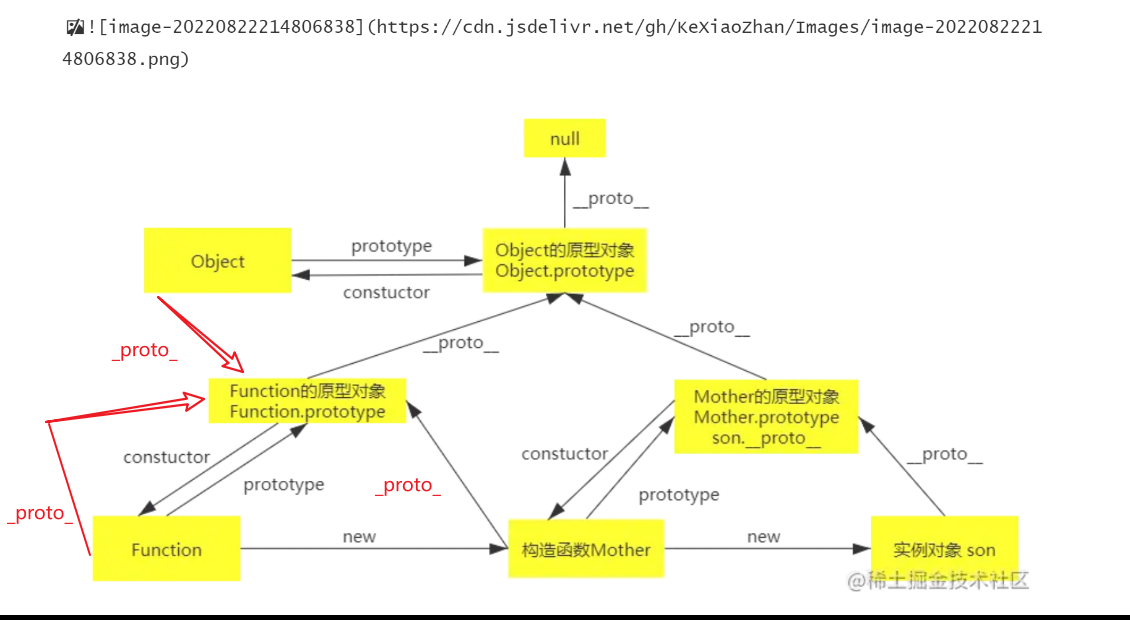 ![image-20220822214806838](https://cdn.jsdelivr.net/gh/KeXiaoZhan/Images/image-2022082221
4806838.png)
null
__proto__
Object
prototype
constuctor
Object的原型对象
Object.prototype
__proto__
__proto__
_proto_
Function的原型对象
Function.prototype
Mother的原型对象
Mother.prototype
son.__proto__
constuctor
prototype
_proto_
constuctor
prototype
__proto__
_proto_
Function
new
构造函数Mother
new
实例对象 son
@稀土掘金技术社区